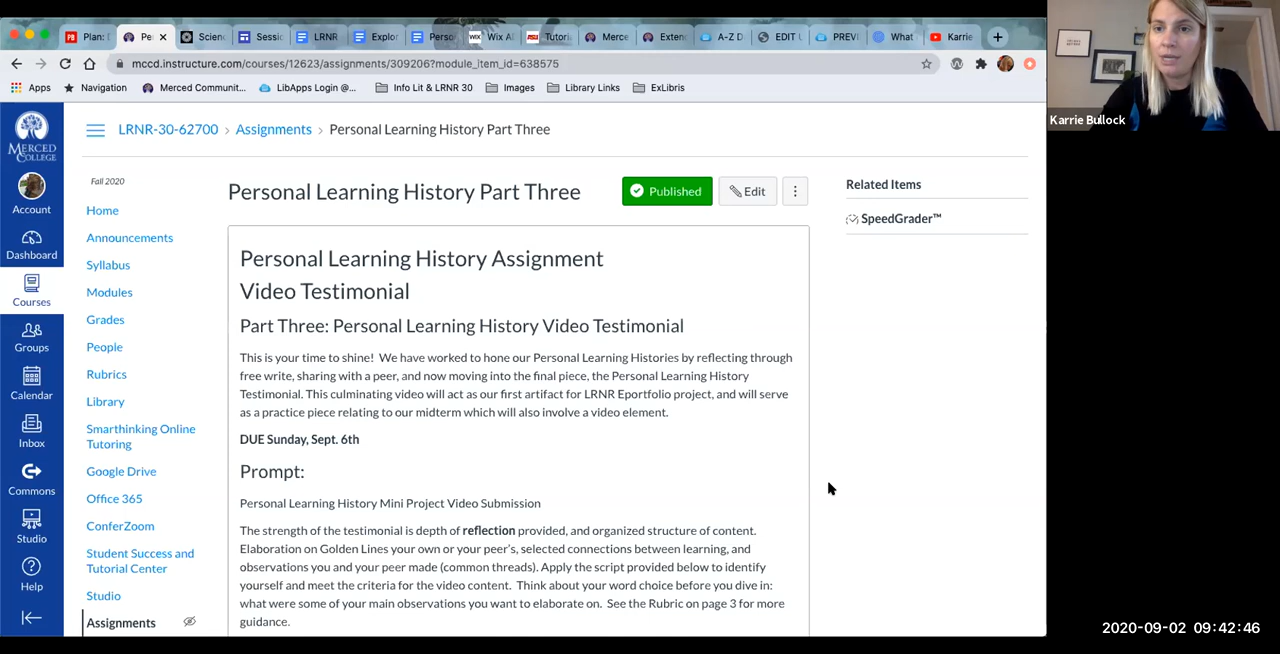 Plan:
Pe
Scien
Sessi
LRNR
Explor
Perso
WIX
Wix A
ASU
Tutori
Merce
Exten
A-Z D
EDIT
PREVI
What
Karrie
mccd.instructure.com/courses/12623/assignments/309206?module_item_id=638575
Apps
Navigation
Merced Communit...
LibApps Login @...
Info Lit & LRNR 30
Images
Library Links
ExLibris
Karrie Bullock
MERCED
COLLEGE
LRNR-30-62700 › Assignments › Personal Learning History Part Three
Account
Dashboard
Courses
Groups
Calendar
Inbox
Commons
Studio
Help
Fall 2020
Home
Announcements
Syllabus
Modules
Grades
People
Rubrics
Library
Smarthinking Online
Tutoring
Google Drive
Office 365
ConferZoom
Student Success and
Tutorial Center
Studio
Assignments
Personal Learning History Part Three
Published
Edit
Related Items
SpeedGrader™
Personal Learning History Assignment
Video Testimonial
Part Three: Personal Learning History Video Testimonial
This is your time to shine! We have worked to hone our Personal Learning Histories by reflecting through
free write, sharing with a peer, and now moving into the final piece, the Personal Learning History
Testimonial. This culminating video will act as our first artifact for LRNR Eportfolio project, and will serve
as a practice piece relating to our midterm which will also involve a video element.
DUE Sunday, Sept. 6th
Prompt:
Personal Learning History Mini Project Video Submission
The strength of the testimonial is depth of reflection provided, and organized structure of content.
Elaboration on Golden Lines your own or your peer's, selected connections between learning, and
observations you and your peer made (common threads). Apply the script provided below to identify
yourself and meet the criteria for the video content. Think about your word choice before you dive in:
what were some of your main observations you want to elaborate on. See the Rubric on page 3 for more
guidance.
2020-09-02 09:42:46